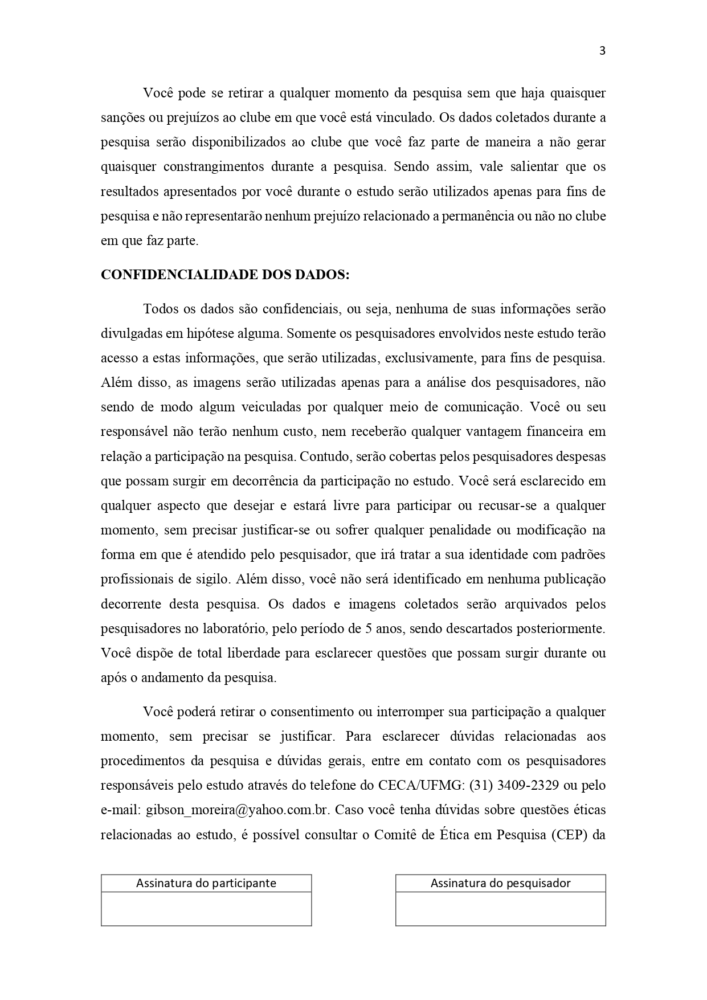 3
Você pode se retirar a qualquer momento da pesquisa sem que haja quaisquer
sanções ou prejuízos ao clube em que você está vinculado. Os dados coletados durante a
pesquisa serão disponibilizados ao clube que você faz parte de maneira a não gerar
quaisquer constrangimentos durante a pesquisa. Sendo assim, vale salientar que os
resultados apresentados por você durante o estudo serão utilizados apenas para fins de
pesquisa e não representarão nenhum prejuízo relacionado a permanência ou não no clube
em que faz parte.
CONFIDENCIALIDADE DOS DADOS:
Todos os dados são confidenciais, ou seja, nenhuma de suas informações serão
divulgadas em hipótese alguma. Somente os pesquisadores envolvidos neste estudo terão
acesso a estas informações, que serão utilizadas, exclusivamente, para fins de pesquisa.
Além disso, as imagens serão utilizadas apenas para a análise dos pesquisadores, não
sendo de modo algum veiculadas por qualquer meio de comunicação. Você ou seu
responsável não terão nenhum custo, nem receberão qualquer vantagem financeira em
relação a participação na pesquisa. Contudo, serão cobertas pelos pesquisadores despesas
que possam surgir em decorrência da participação no estudo. Você será esclarecido em
qualquer aspecto que desejar e estará livre para participar ou recusar-se a qualquer
momento, sem precisar justificar-se ou sofrer qualquer penalidade ou modificação na
forma em que é atendido pelo pesquisador, que irá tratar a sua identidade com padrões
profissionais de sigilo. Além disso, você não será identificado em nenhuma publicação
decorrente desta pesquisa. Os dados e imagens coletados serão arquivados pelos
pesquisadores no laboratório, pelo período de 5 anos, sendo descartados posteriormente.
Você dispõe de total liberdade para esclarecer questões que possam surgir durante ou
após o andamento da pesquisa.
Você poderá retirar o consentimento ou interromper sua participação a qualquer
momento, sem precisar se justificar. Para esclarecer dúvidas relacionadas aos
procedimentos da pesquisa e dúvidas gerais, entre em contato com os pesquisadores
responsáveis pelo estudo através do telefone do CECA/UFMG: (31) 3409-2329 ou pelo
e-mail: gibson_moreira@yahoo.com.br. Caso você tenha dúvidas sobre questões éticas
relacionadas ao estudo, é possível consultar o Comitê de Ética em Pesquisa (CEP) da
Assinatura do participante
Assinatura do pesquisador